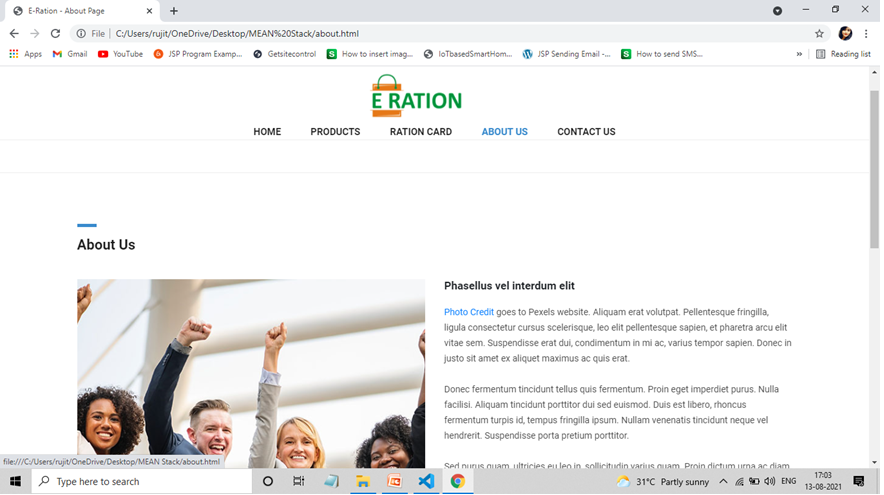 E-Ration - About Page
File
C:/Users/rujit/OneDrive/Desktop/MEAN%20Stack/about.html
Apps
Gmail
YouTube
JSP Program Examp...
Getsitecontrol
How to insert imag...
IoTbasedSmartHom...
JSP Sending Email -...
How to send SMS...
»
Reading list
E RATION
HOME
PRODUCTS
RATION CARD
ABOUT US
CONTACT US
About Us
Phasellus vel interdum elit
Photo Credit goes to Pexels website. Aliquam erat volutpat. Pellentesque fringilla,
ligula consectetur cursus scelerisque, leo elit pellentesque sapien, et pharetra arcu elit
vitae sem. Suspendisse erat dui, condimentum in mi ac, varius tempor sapien. Donec in
justo sit amet ex aliquet maximus ac quis erat.
Donec fermentum tincidunt tellus quis fermentum. Proin eget imperdiet purus. Nulla
facilisi. Aliquam tincidunt porttitor dui sed euismod. Duis est libero, rhoncus
fermentum turpis id, tempus fringilla ipsum. Nullam venenatis tincidunt neque vel
hendrerit. Suspendisse porta pretium porttitor.
Sed purus quam, ultricies eu leo in, sollicitudin varius quam. Proin dictum urna ac diam
file:///C:/Users/rujit/OneDrive/Desktop/MEAN Stack/about.html
Type here to search
31°C Partly sunny
ENG
17:03
13-08-2021